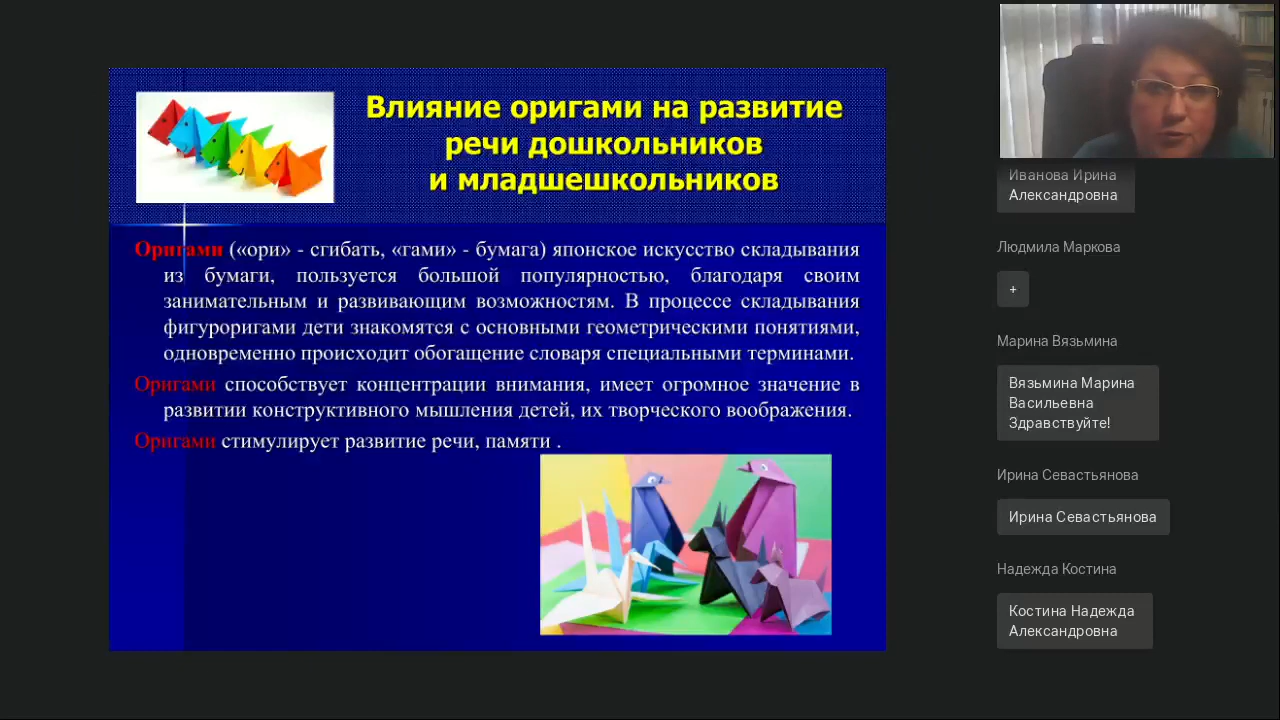 Влияние оригами на развитие
речи дошкольников
и младшешкольников
Оригами («ори» - сгибать, «гами» - бумага) японское искусство складывания
из бумаги, пользуется большой популярностью, благодаря своим
занимательным и развивающим возможностям. В процессе складывания
фигуроригами дети знакомятся с основными геометрическими понятиями,
одновременно происходит обогащение словаря специальными терминами.
Оригами способствует концентрации внимания, имеет огромное значение в
развитии конструктивного мышления детей, их творческого воображения.
Оригами стимулирует развитие речи, памяти .
Иванова Ирина
Александровна
Людмила Маркова
+
Марина Вязьмина
Вязьмина Марина
Васильевна
Здравствуйте!
Ирина Севастьянова
Ирина Севастьянова
Надежда Костина
Костина Надежда
Александровна